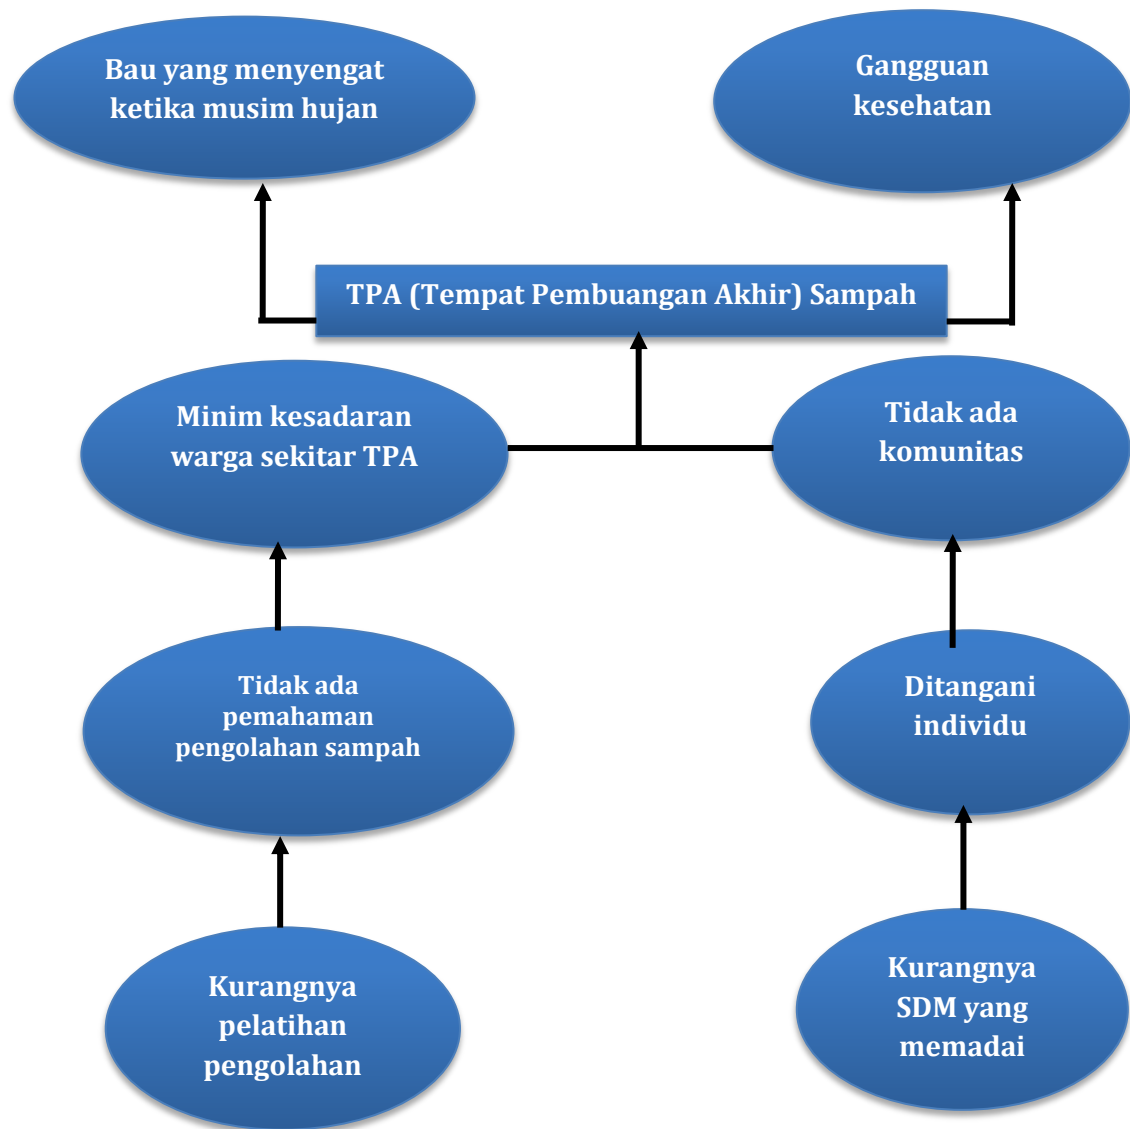 Bau yang menyengat
ketika musim hujan
Gangguan
kesehatan
TPA (Tempat Pembuangan Akhir) Sampah
Minim kesadaran
warga sekitar TPA
Tidak ada
komunitas
Tidak ada
pemahaman
pengolahan sampah
Ditangani
individu
Kurangnya
pelatihan
pengolahan
Kurangnya
SDM yang
memadai